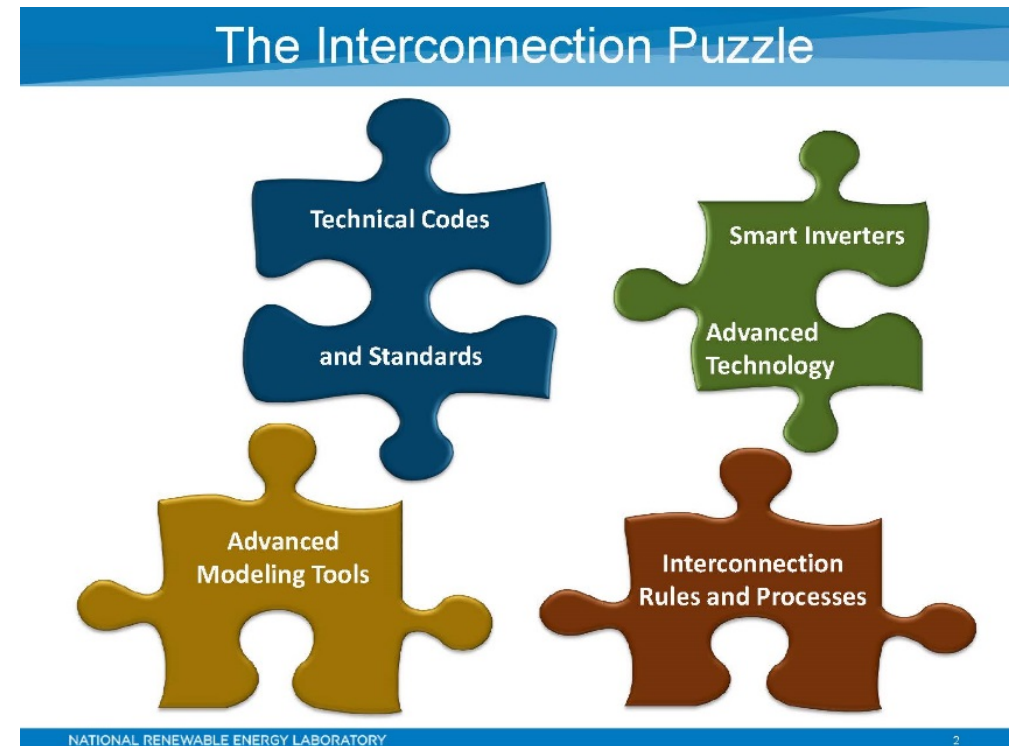 The Interconnection Puzzle
Technical Codes
and Standards
Smart Inverters
Advanced
Technology
Advanced
Modeling Tools
Interconnection
Rules and Processes
NATIONAL RENEWABLE ENERGY LABORATORY
2